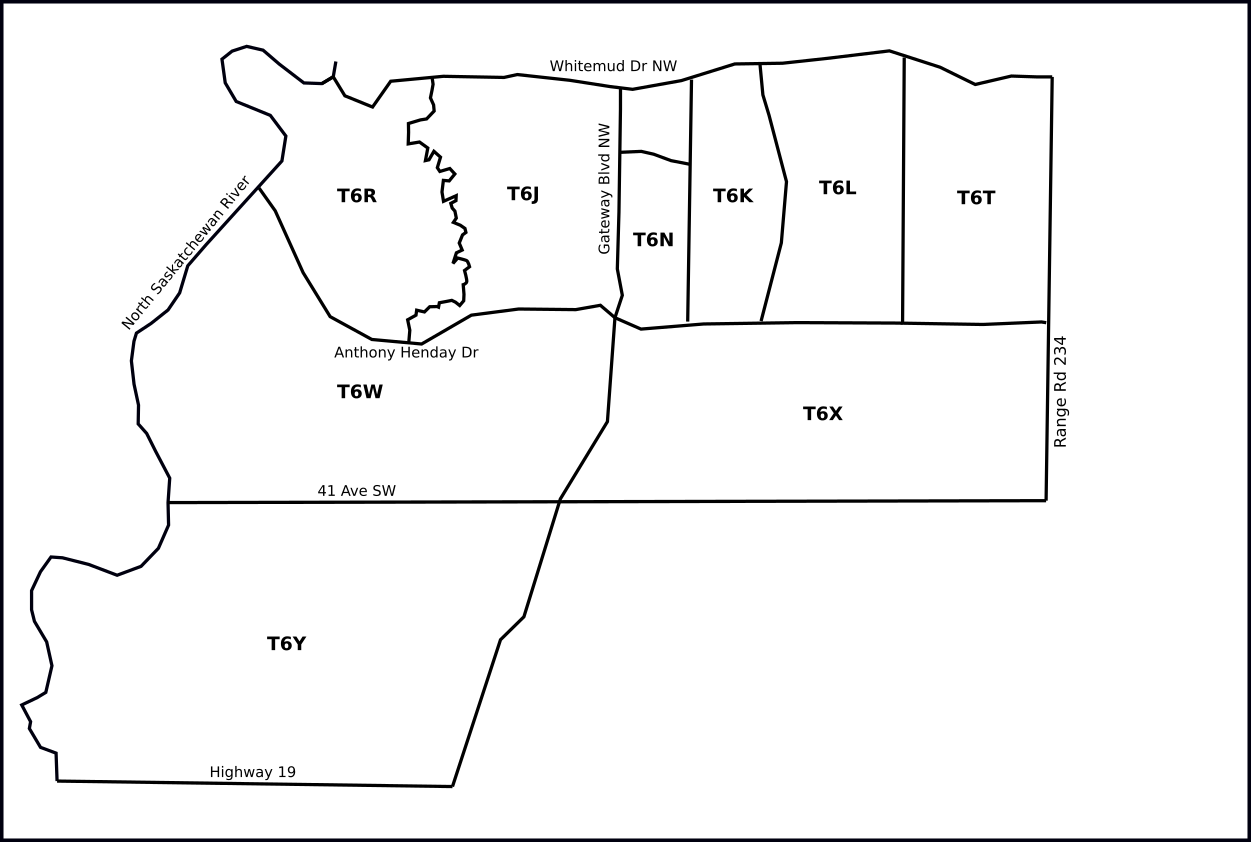 Whitemud Dr NW
North Saskatchewan River
T6R
T6J
Gateway Blvd NW
T6N
T6K
T6L
T6T
Anthony Henday Dr
T6W
T6X
Range Rd 234
41 Ave SW
T6Y
Highway 19